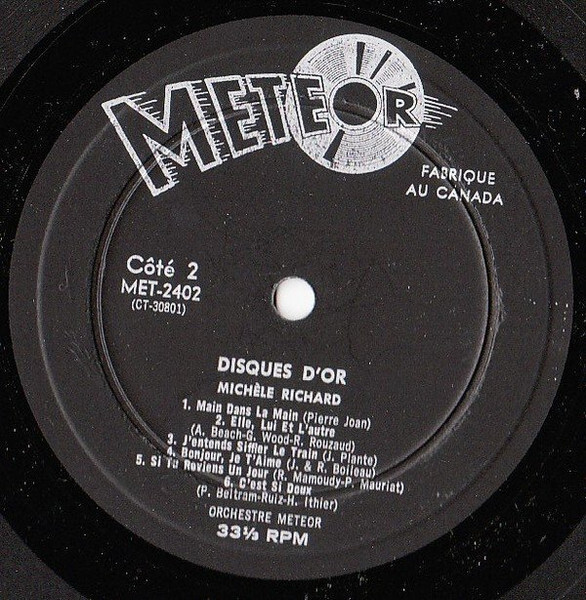 METEOR
FABRIQUE
AU CANADA
Côté 2
MET-2402
(CT-30801)
DISQUES D'OR
MICHÈLE RICHARD
1. Main Dans La Main (Pierre Joan)
2. Elle, Lui Et L'autre
(A. Beach-G. Wood-R. Rouzaud)
3. J'entends Siffler Le Train (J. Plante)
4. Bonjour, Je T'Aime (J. & R. Boileau)
5. Si Tu Reviens Un Jour (R. Mamoudy-P. Mauriat)
6. C'est Si Doux
(P. Beltram-Ruiz-H. Ithier)
ORCHESTRE METEOR
33⅓ RPM